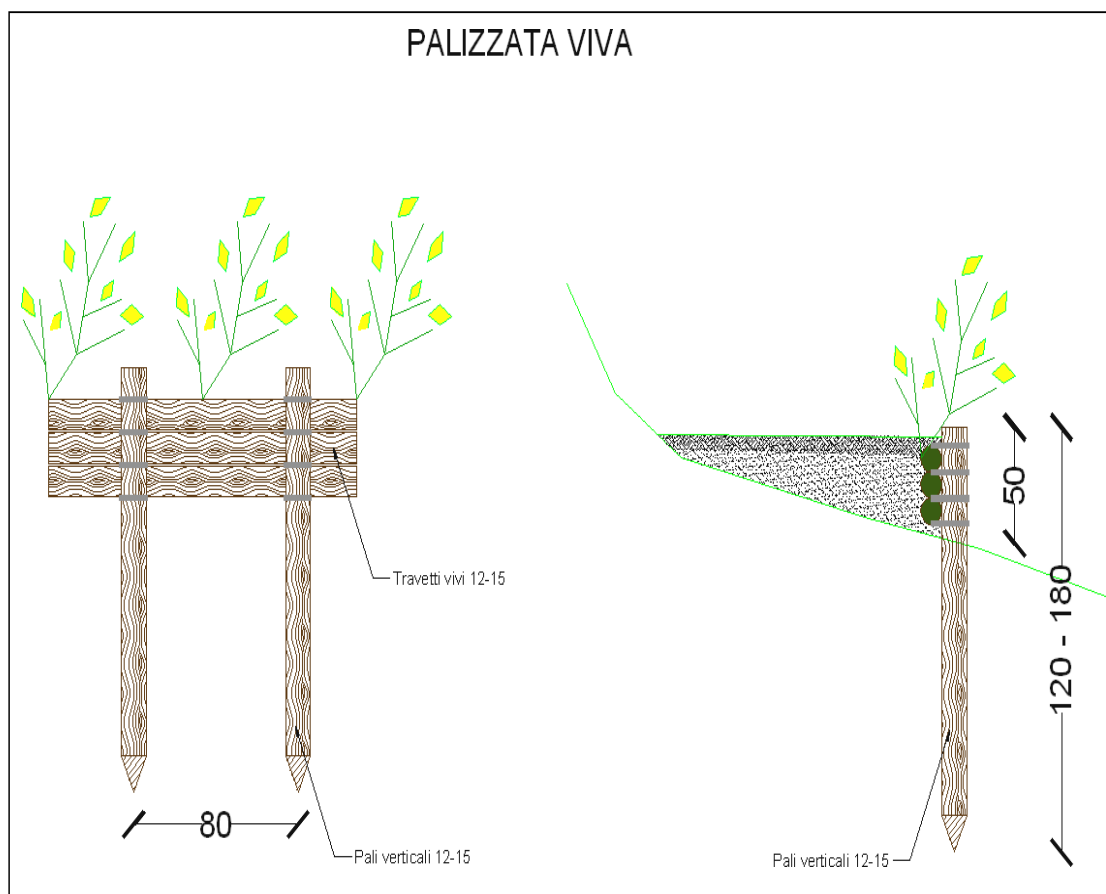 PALIZZATA VIVA
Travetti vivi 12-15
50
120 - 180
80
Pali verticali 12-15
Pali verticali 12-15